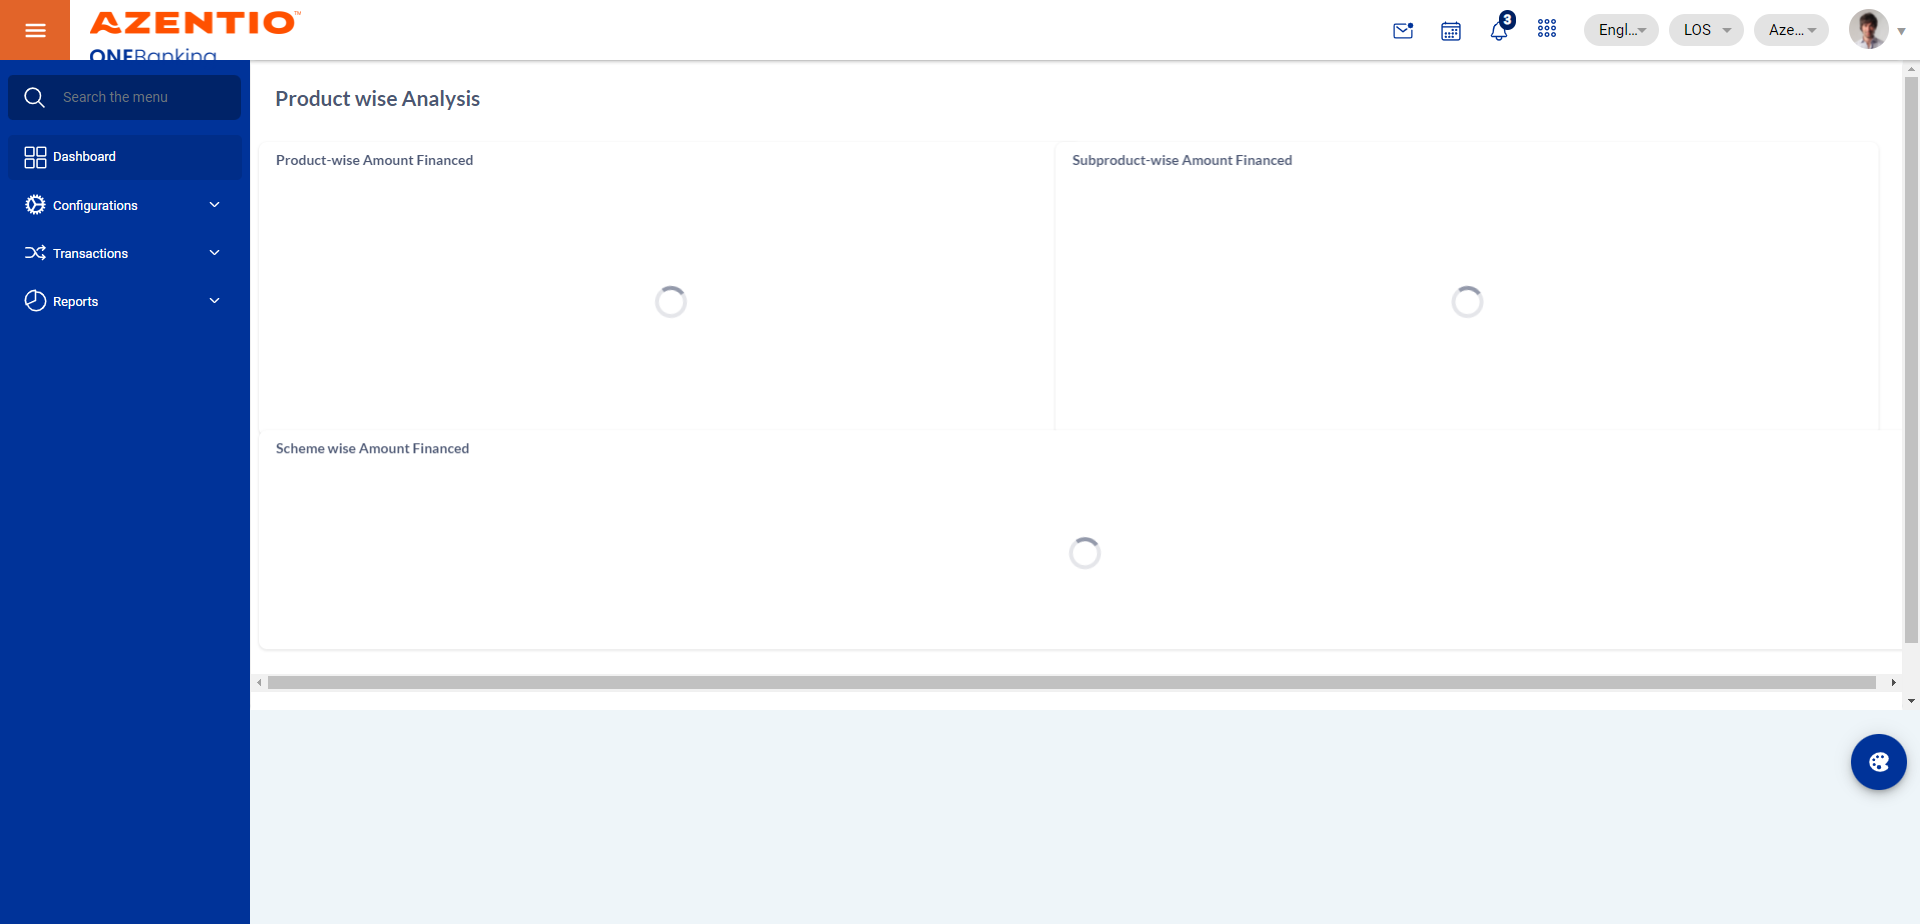 AZENTIO™
ONEBanking
3
Engl...
LOS
Aze...
Search the menu
Dashboard
Configurations
Transactions
Reports
Product wise Analysis
Product-wise Amount Financed
Subproduct-wise Amount Financed
Scheme wise Amount Financed